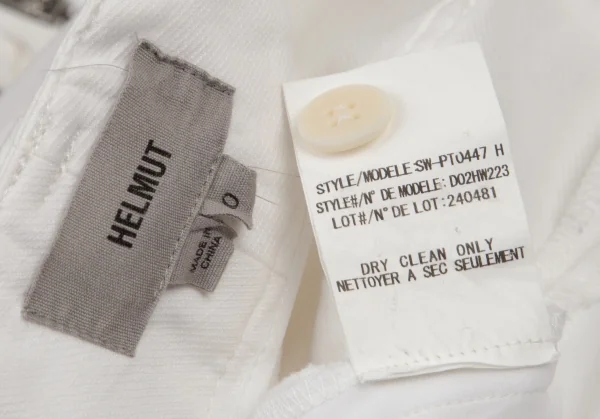 HELMUT
0
MADE IN
CHINA
STYLE/MODELE:SW-PT0447 H
STYLE#/N° DE MODELE: D02HW223
LOT#/N° DE LOT:240481
DRY CLEAN ONLY
NETTOYER A SEC SEULEMENT